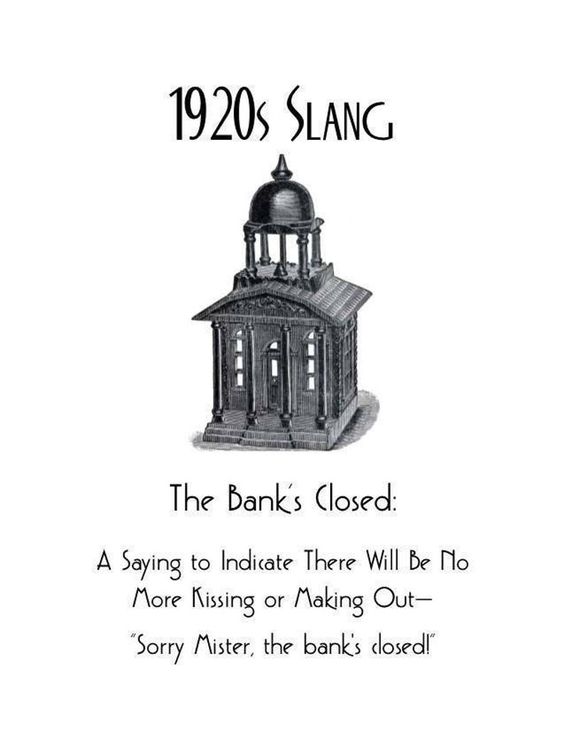 1920s Slang
The Bank's Closed:
A Saying to Indicate There Will Be No
More Kissing or Making Out—
"Sorry Mister, the bank's closed!"